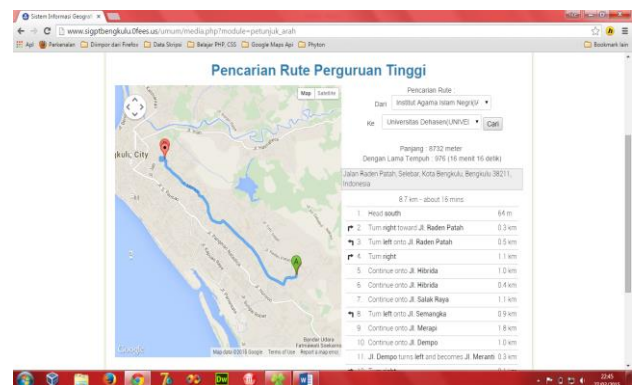 Sistem Informasi Geografi
www.sigptbengkulu.0fees.us/umum/media.php?module=petunjuk_arah
Apl
Perkenalan
Dimpor dari Firefox
Data Skripsi
Belajar PHP, CSS
Google Maps Api
Phyton
Bookmark lain
Pencarian Rute Perguruan Tinggi
Map Satellite
gkulu, City
A
Google
Map data ©2015 Google Terms of Use Report a map error
Bandar Udara
Fatmawati Soekarno
Pencarian Rute
Dari Institut Agama Islam Negri(IA
Ke Universitas Dehasen(UNIVE
Cari
Panjang : 8732 meter
Dengan Lama Tempuh : 976 (16 menit 16 detik)
Jalan Raden Patah, Selebar, Kota Bengkulu, Bengkulu 38211,
Indonesia
8.7 km - about 16 mins
1. Head south 64 m
2. Turn right toward Jl. Raden Patah 0.3 km
3. Turn left onto Jl. Raden Patah 0.5 km
4. Turn right 1.1 km
5. Continue onto Jl. Hibrida 1.0 km
6. Continue onto Jl. Hibrida 0.4 km
7. Continue onto Jl. Salak Raya 1.1 km
8. Turn left onto Jl. Semangka 0.9 km
9. Continue onto Jl. Merapi 1.8 km
10. Continue onto Jl. Dempo 1.0 km
11. Jl. Dempo turns left and becomes Jl. Meranti 0.3 km
22:45